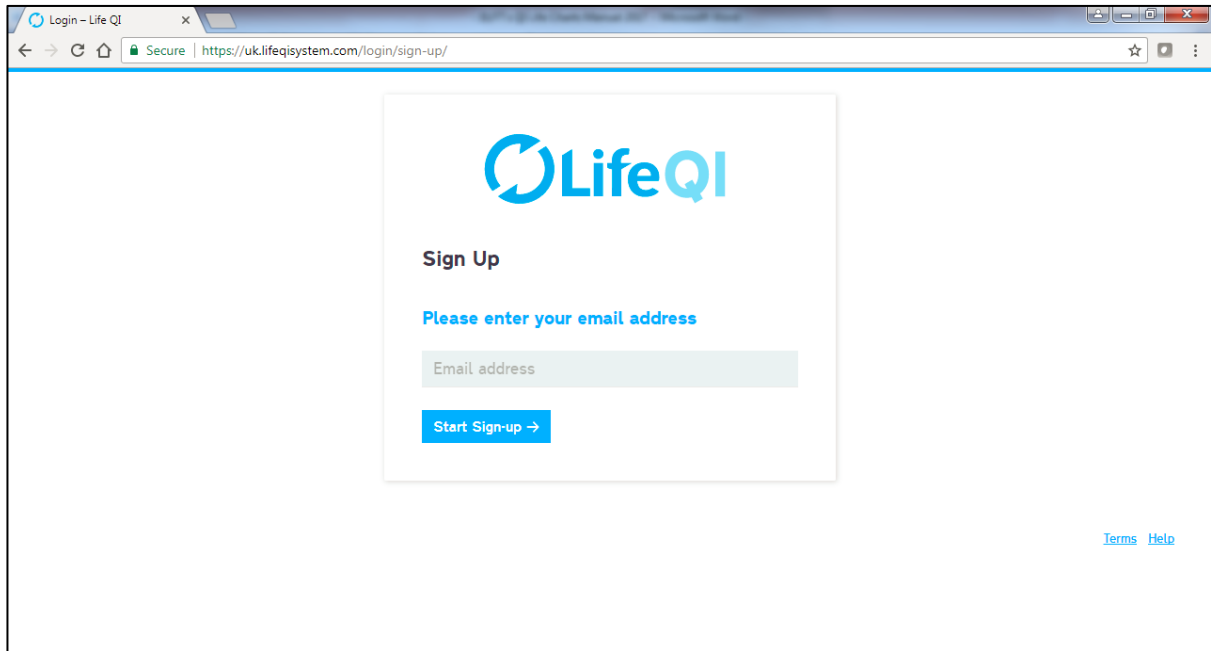 Login – Life QI
Secure | https://uk.lifeqisystem.com/login/sign-up/
LifeQI
Sign Up
Please enter your email address
Email address
Start Sign-up →
Terms Help